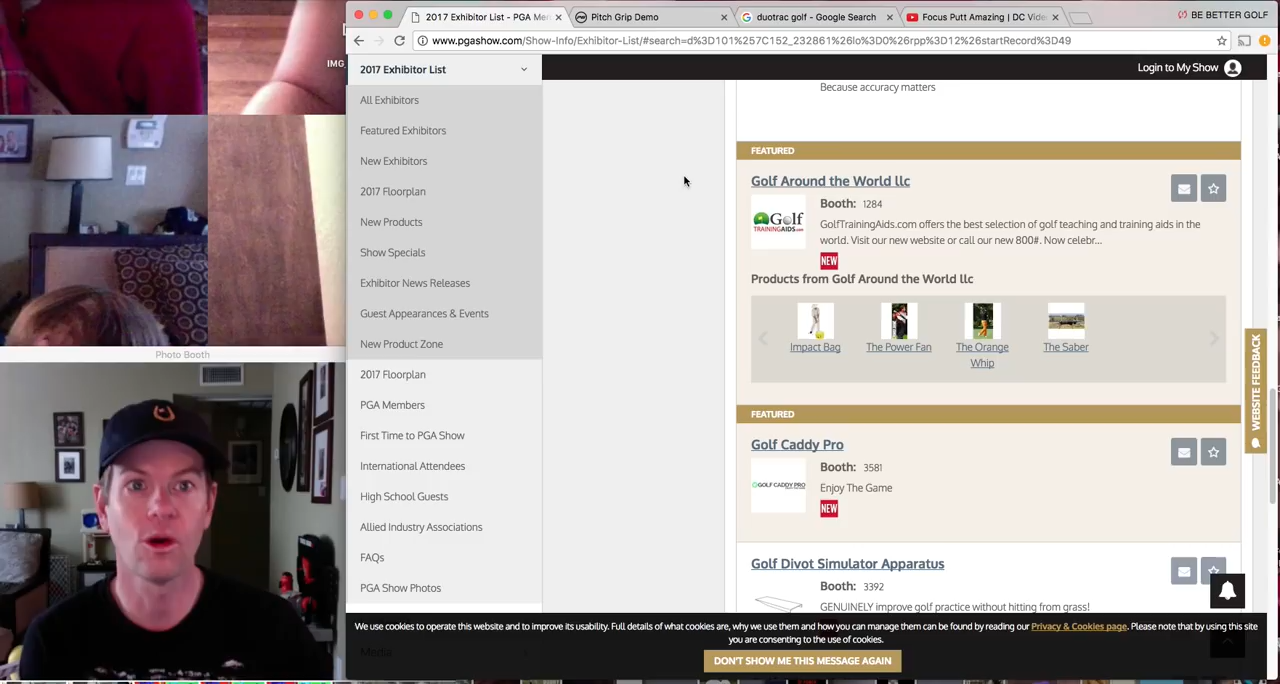 2017 Exhibitor List - PGA Mem
Pitch Grip Demo
duotrac golf - Google Search
Focus Putt Amazing | DC Vide
BE BETTER GOLF
www.pgashow.com/Show-Info/Exhibitor-List/#search=d%3D101%257C152_232861%26lo%3D0%26rpp%3D12%26startRecord%3D49
IMG_
2017 Exhibitor List
Login to My Show
All Exhibitors
Featured Exhibitors
New Exhibitors
2017 Floorplan
New Products
Show Specials
Exhibitor News Releases
Guest Appearances & Events
New Product Zone
2017 Floorplan
PGA Members
First Time to PGA Show
International Attendees
High School Guests
Allied Industry Associations
FAQs
PGA Show Photos
Media
Because accuracy matters
FEATURED
Golf Around the World llc
Booth: 1284
Golf
TRAININGAIDS.com
GolfTrainingAids.com offers the best selection of golf teaching and training aids in the
world. Visit our new website or call our new 800#. Now celebr...
NEW
Products from Golf Around the World llc
Impact Bag
The Power Fan
The Orange
Whip
The Saber
FEATURED
Golf Caddy Pro
Booth: 3581
GOLF CADDY PRO
Enjoy The Game
NEW
Golf Divot Simulator Apparatus
Booth: 3392
GENUINELY improve golf practice without hitting from grass!
WEBSITE FEEDBACK
Photo Booth
We use cookies to operate this website and to improve its usability. Full details of what cookies are, why we use them and how you can manage them can be found by reading our Privacy & Cookies page. Please note that by using this site
you are consenting to the use of cookies.
DON'T SHOW ME THIS MESSAGE AGAIN